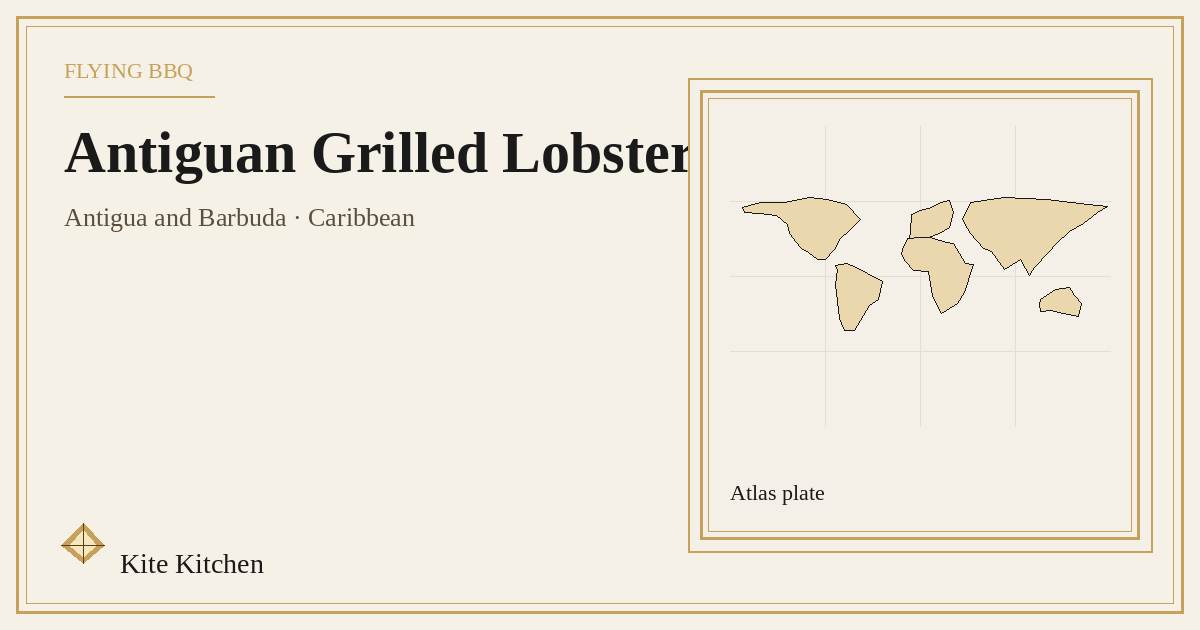 FLYING BBQ
Antiguan Grilled Lobster
Antigua and Barbuda · Caribbean
Atlas plate
Kite Kitchen